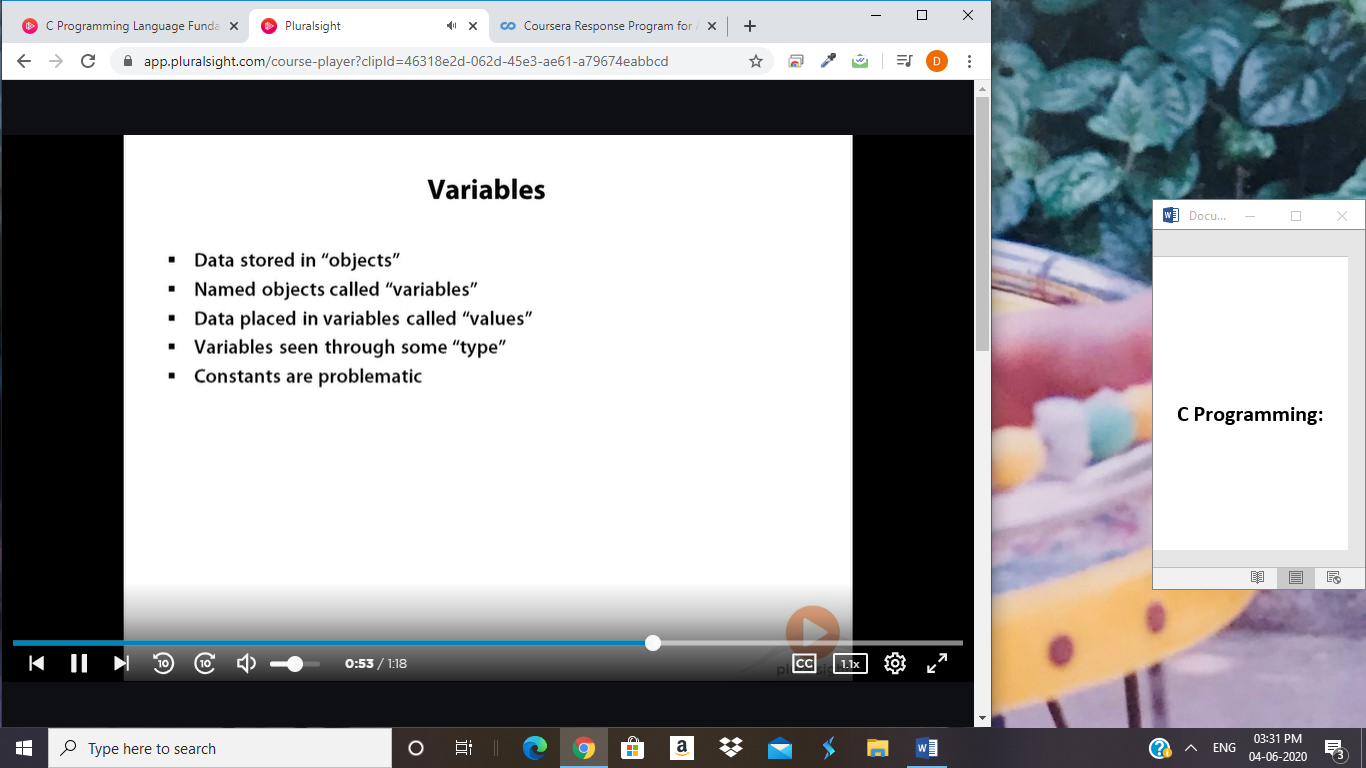 C Programming Language Funda
Pluralsight
Coursera Response Program for
app.pluralsight.com/course-player?clipId=46318e2d-062d-45e3-ae61-a79674eabbcd
D
Variables
▪ Data stored in “objects”
▪ Named objects called “variables”
▪ Data placed in variables called “values”
▪ Variables seen through some “type”
▪ Constants are problematic
10
10
0:53 / 1:18
CC
1.1x
Docu...
C Programming:
Type here to search
ENG
03:31 PM
04-06-2020
3